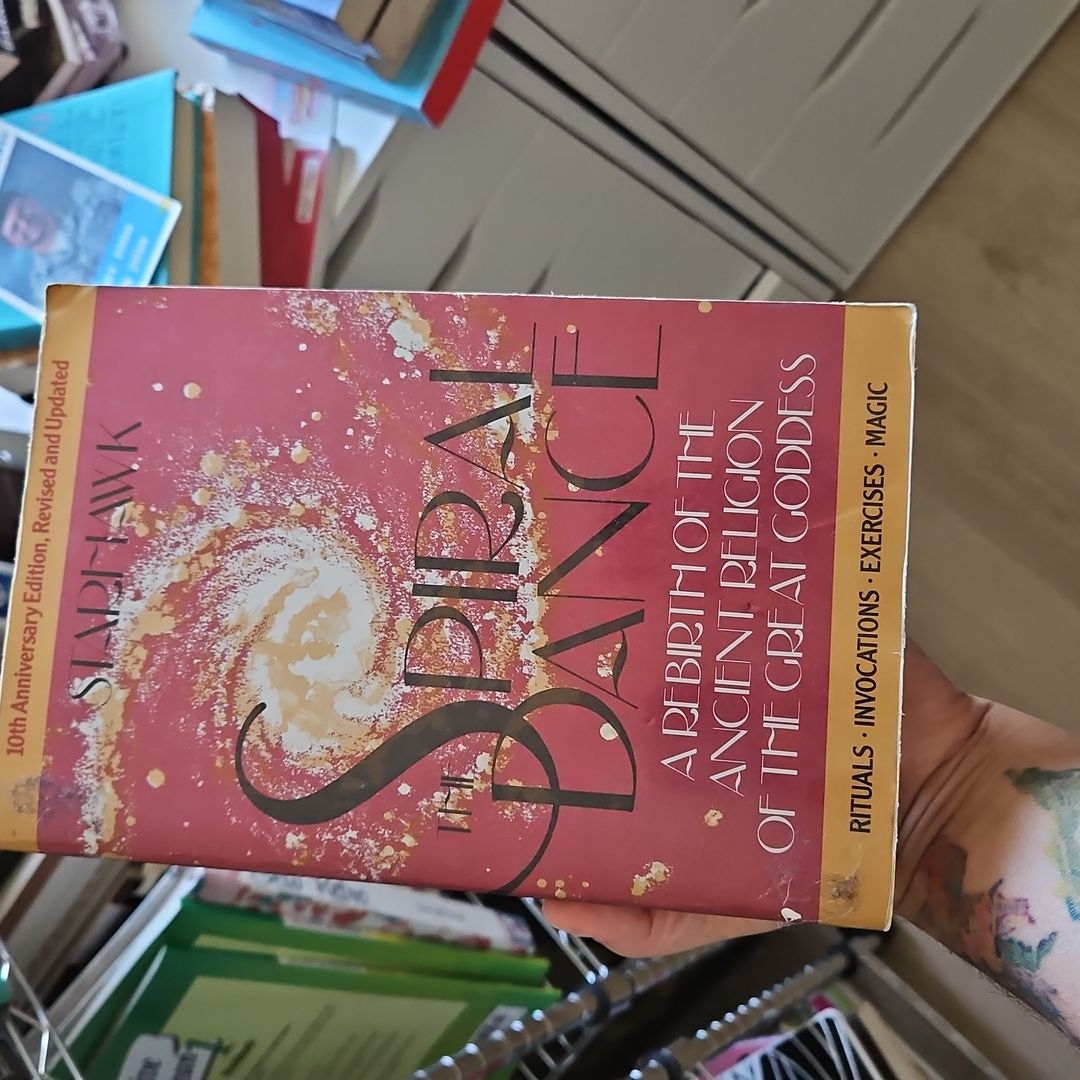 10th Anniversary Edition, Revised and Updated
STARHAWK
THE
SPIRAL
DANCE
A REBIRTH OF THE
ANCIENT RELIGION
OF THE GREAT GODDESS
RITUALS · INVOCATIONS · EXERCISES · MAGIC